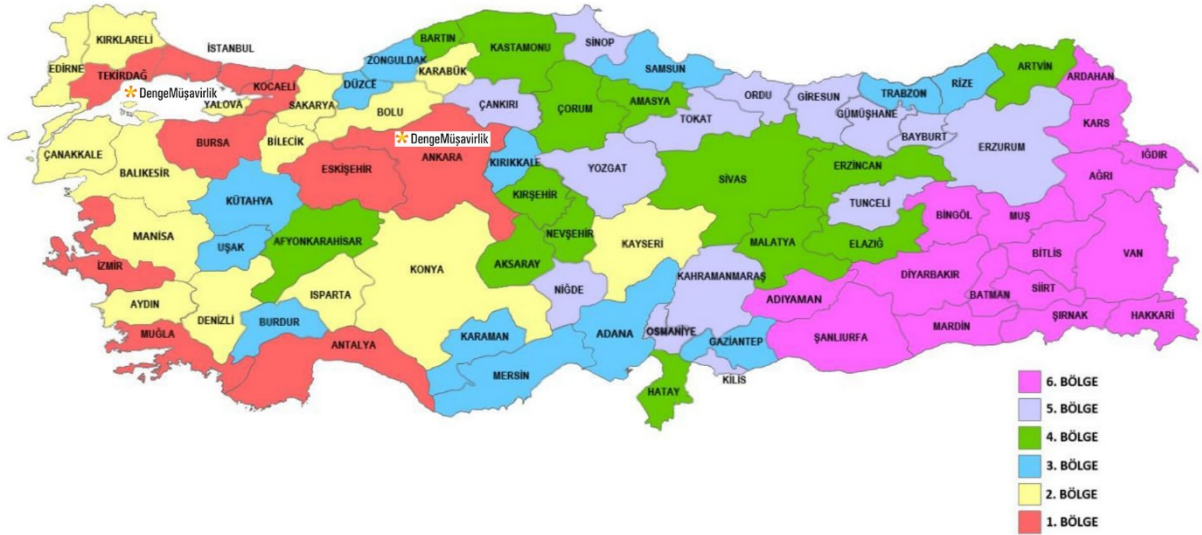 KIRKLARELİ
EDİRNE
TEKİRDAĞ
İSTANBUL
KOCAELİ
DengeMüşavirlik
YALOVA
SAKARYA
DÜZCE
ZONGULDAK
BARTIN
KARABÜK
KASTAMONU
SİNOP
SAMSUN
BOLU
ÇANKIRI
ÇORUM
AMASYA
ORDU
GİRESUN
TOKAT
TRABZON
RİZE
ARTVİN
ARDAHAN
GÜMÜŞHANE
BAYBURT
KARS
ERZURUM
IĞDIR
AĞRI
ÇANAKKALE
BALIKESİR
BURSA
BİLECİK
ESKİŞEHİR
DengeMüşavirlik
ANKARA
KIRIKKALE
YOZGAT
SİVAS
ERZİNCAN
TUNCELİ
BİNGÖL
MUŞ
KÜTAHYA
KIRŞEHİR
MANİSA
UŞAK
AFYONKARAHİSAR
NEVŞEHİR
KAYSERİ
MALATYA
ELAZIĞ
BİTLİS
VAN
İZMİR
KONYA
AKSARAY
KAHRAMANMARAŞ
DİYARBAKIR
SİİRT
BATMAN
AYDIN
DENİZLİ
ISPARTA
NİĞDE
ADIYAMAN
MUĞLA
BURDUR
ANTALYA
KARAMAN
ADANA
OSMANİYE
GAZİANTEP
ŞANLIURFA
MARDİN
ŞIRNAK
HAKKARİ
MERSİN
KİLİS
HATAY
6. BÖLGE
5. BÖLGE
4. BÖLGE
3. BÖLGE
2. BÖLGE
1. BÖLGE